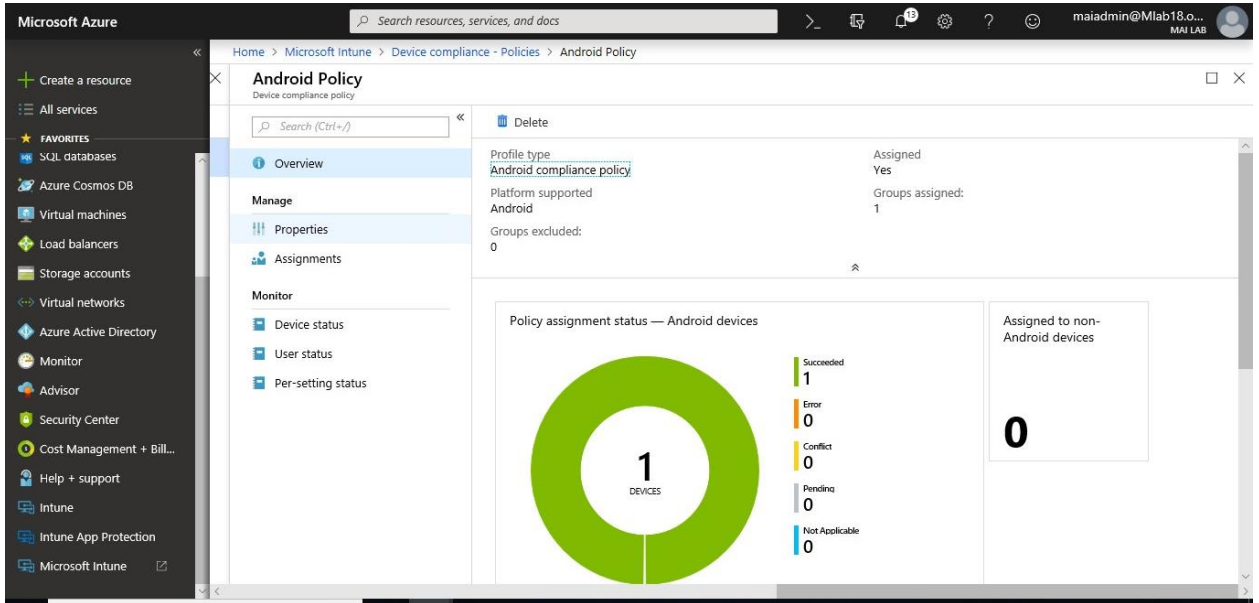 Microsoft Azure
Search resources, services, and docs
13
maiadmin@Mlab18.o...
MAI LAB
Home > Microsoft Intune > Device compliance - Policies > Android Policy
Create a resource
All services
FAVORITES
SQL databases
Azure Cosmos DB
Virtual machines
Load balancers
Storage accounts
Virtual networks
Azure Active Directory
Monitor
Advisor
Security Center
Cost Management + Bill...
Help + support
Intune
Intune App Protection
Microsoft Intune
Android Policy
Device compliance policy
Search (Ctrl+/)
Overview
Manage
Properties
Assignments
Monitor
Device status
User status
Per-setting status
Delete
Profile type
Android compliance policy
Platform supported
Android
Groups excluded:
0
Assigned
Yes
Groups assigned:
1
Policy assignment status — Android devices
1
DEVICES
Succeeded
1
Error
0
Conflict
0
Pending
0
Not Applicable
0
Assigned to non-
Android devices
0